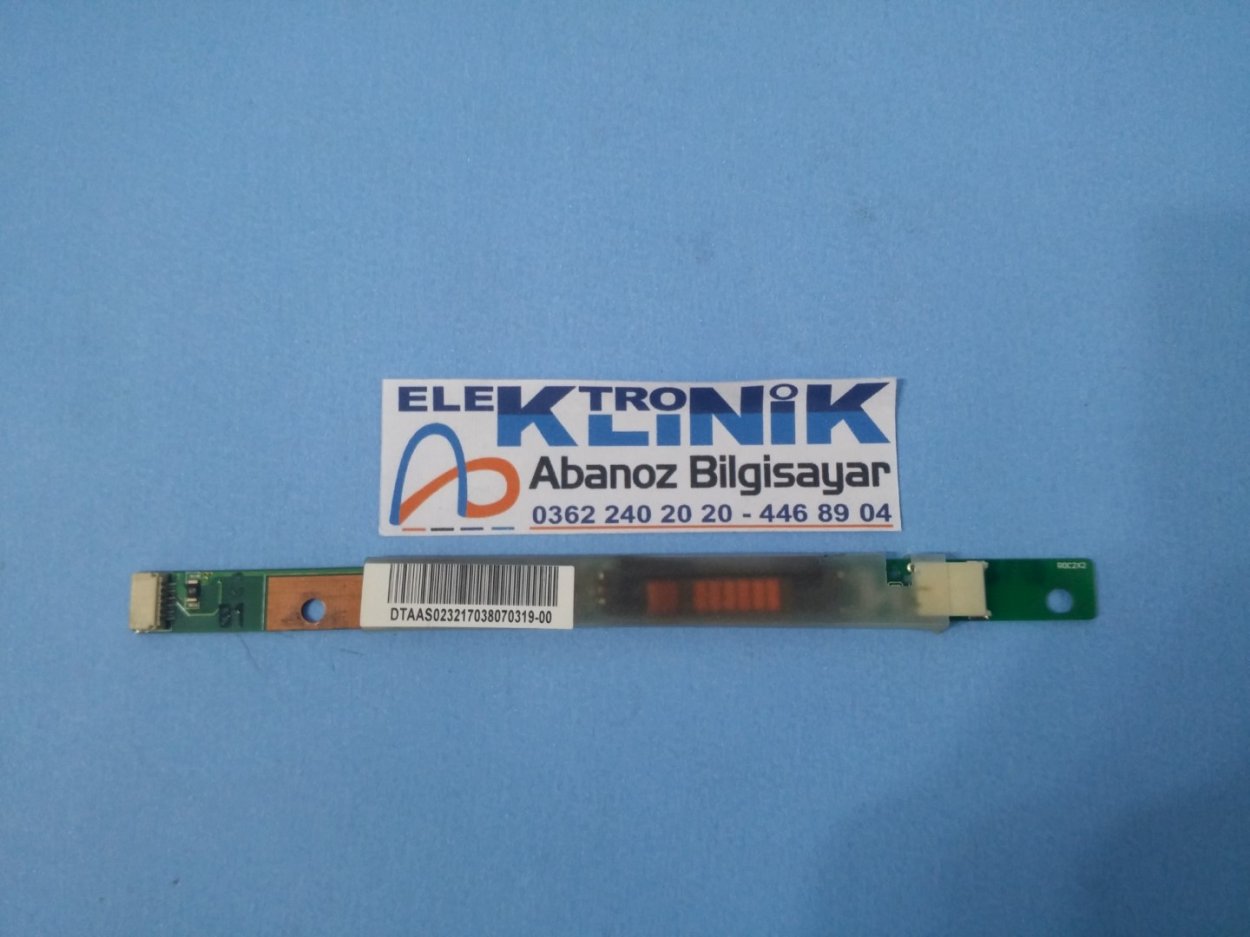 ELEKTRONİK
KLİNİK
Abanoz Bilgisayar
0362 240 20 20 - 446 89 04
DTAAS023217038070319-00